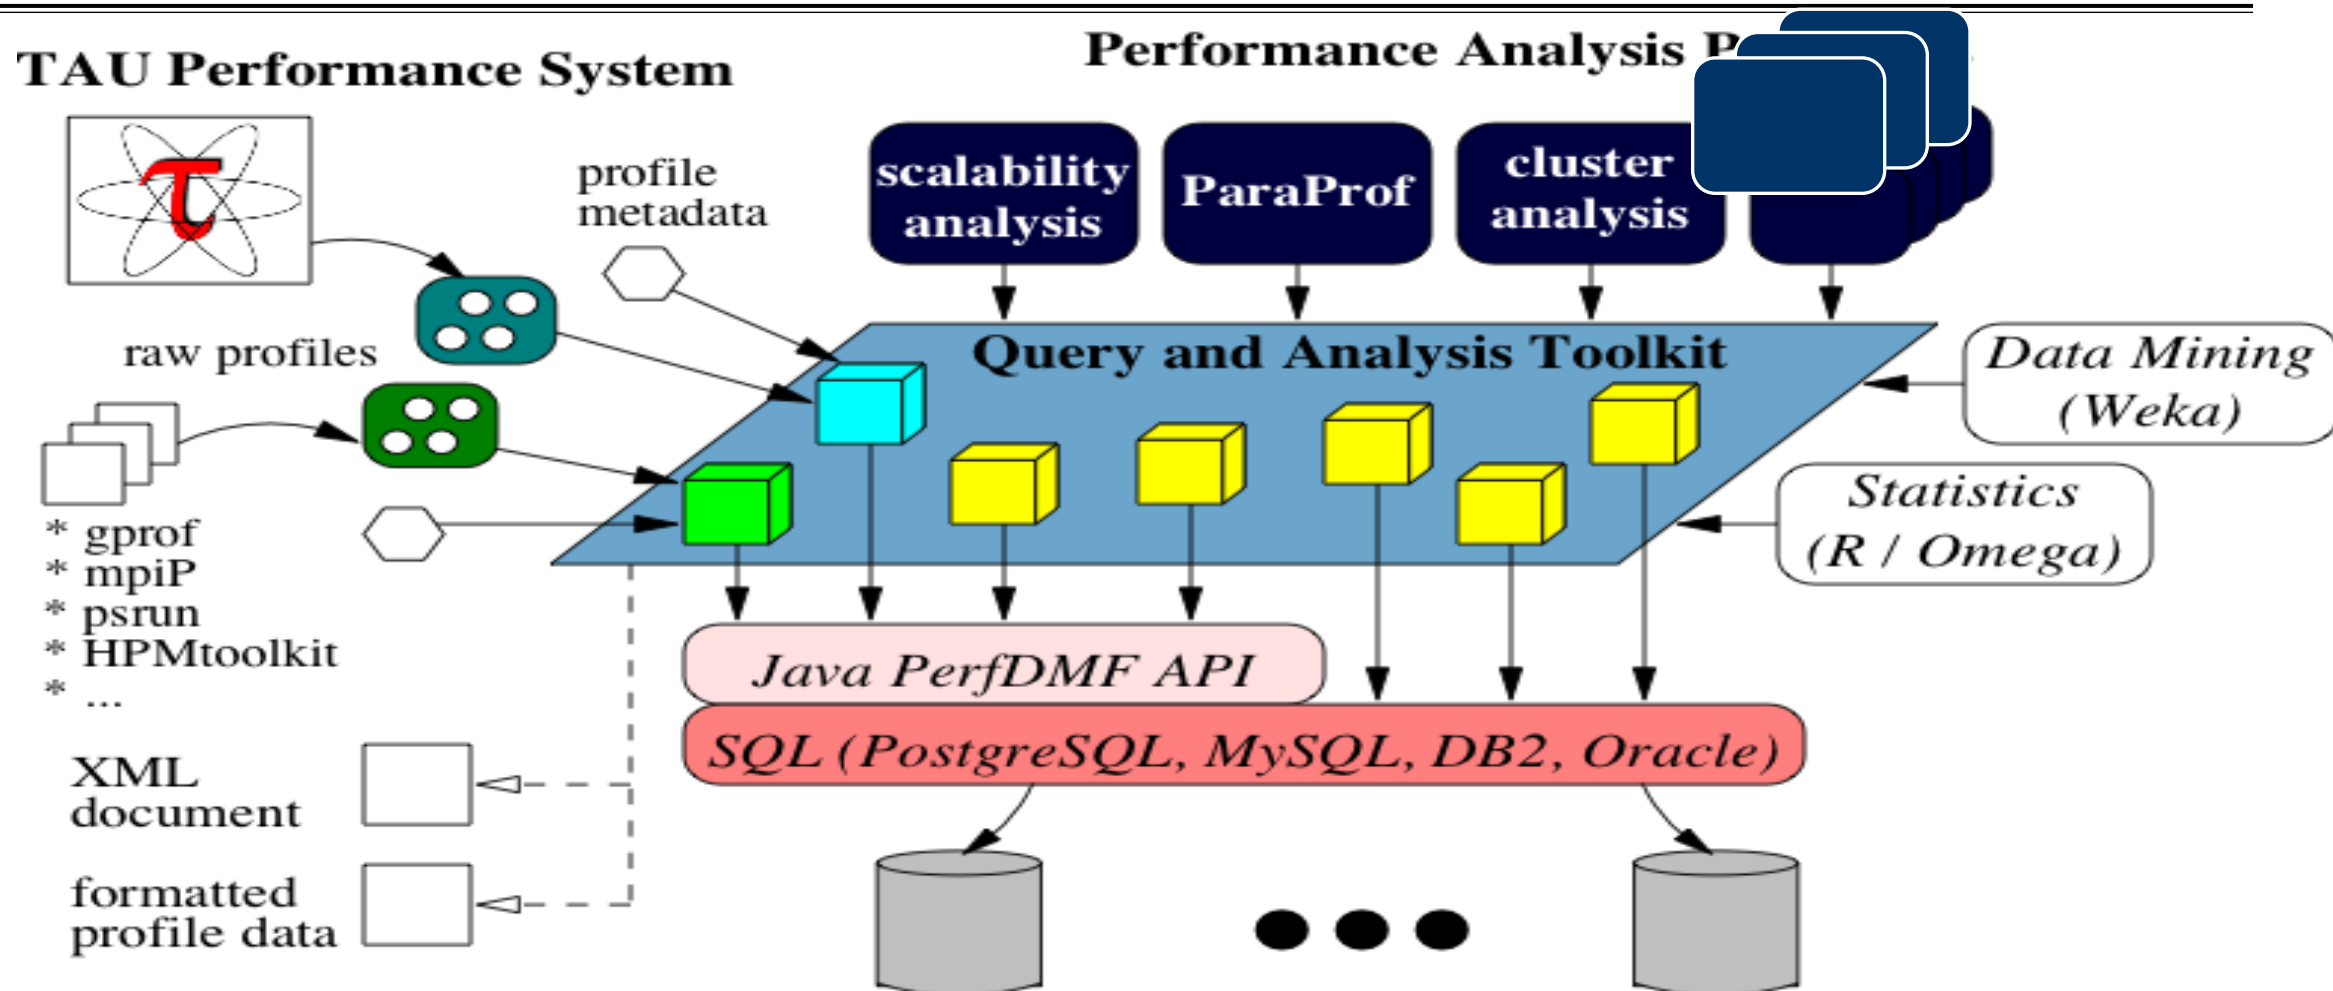 TAU Performance System
Performance Analysis
τ
profile
metadata
scalability
analysis
ParaProf
cluster
analysis
raw profiles
Query and Analysis Toolkit
Data Mining
(Weka)
Statistics
(R / Omega)
* gprof
* mpiP
* psrun
* HPMtoolkit
* ...
Java PerfDMF API
SQL (PostgreSQL, MySQL, DB2, Oracle)
XML
document
formatted
profile data